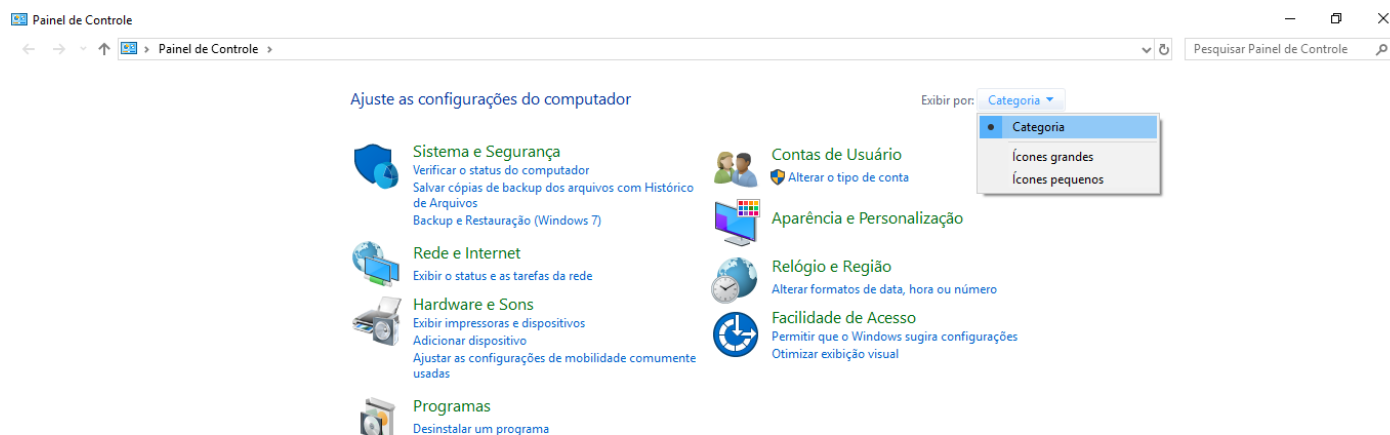 Painel de Controle
Painel de Controle
Pesquisar Painel de Controle
Ajuste as configurações do computador
Exibir por: Categoria
Categoria
Ícones grandes
Ícones pequenos
Sistema e Segurança
Verificar o status do computador
Salvar cópias de backup dos arquivos com Histórico
de Arquivos
Backup e Restauração (Windows 7)
Rede e Internet
Exibir o status e as tarefas da rede
Hardware e Sons
Exibir impressoras e dispositivos
Adicionar dispositivo
Ajustar as configurações de mobilidade comumente
usadas
Programas
Desinstalar um programa
Contas de Usuário
Alterar o tipo de conta
Aparência e Personalização
Relógio e Região
Alterar formatos de data, hora ou número
Facilidade de Acesso
Permitir que o Windows sugira configurações
Otimizar exibição visual